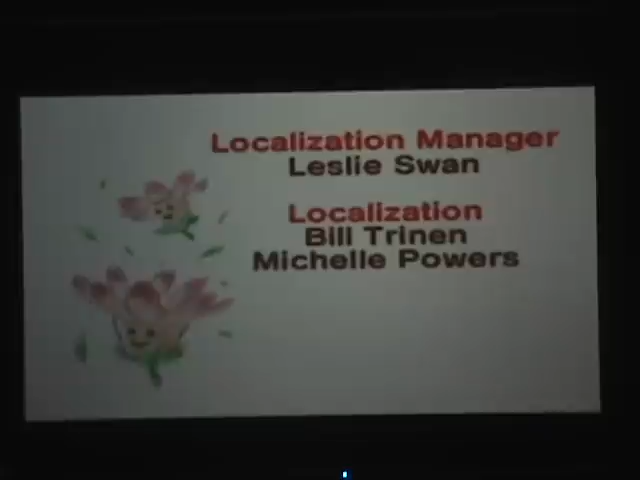 Localization Manager
Leslie Swan
Localization
Bill Trinen
Michelle Powers